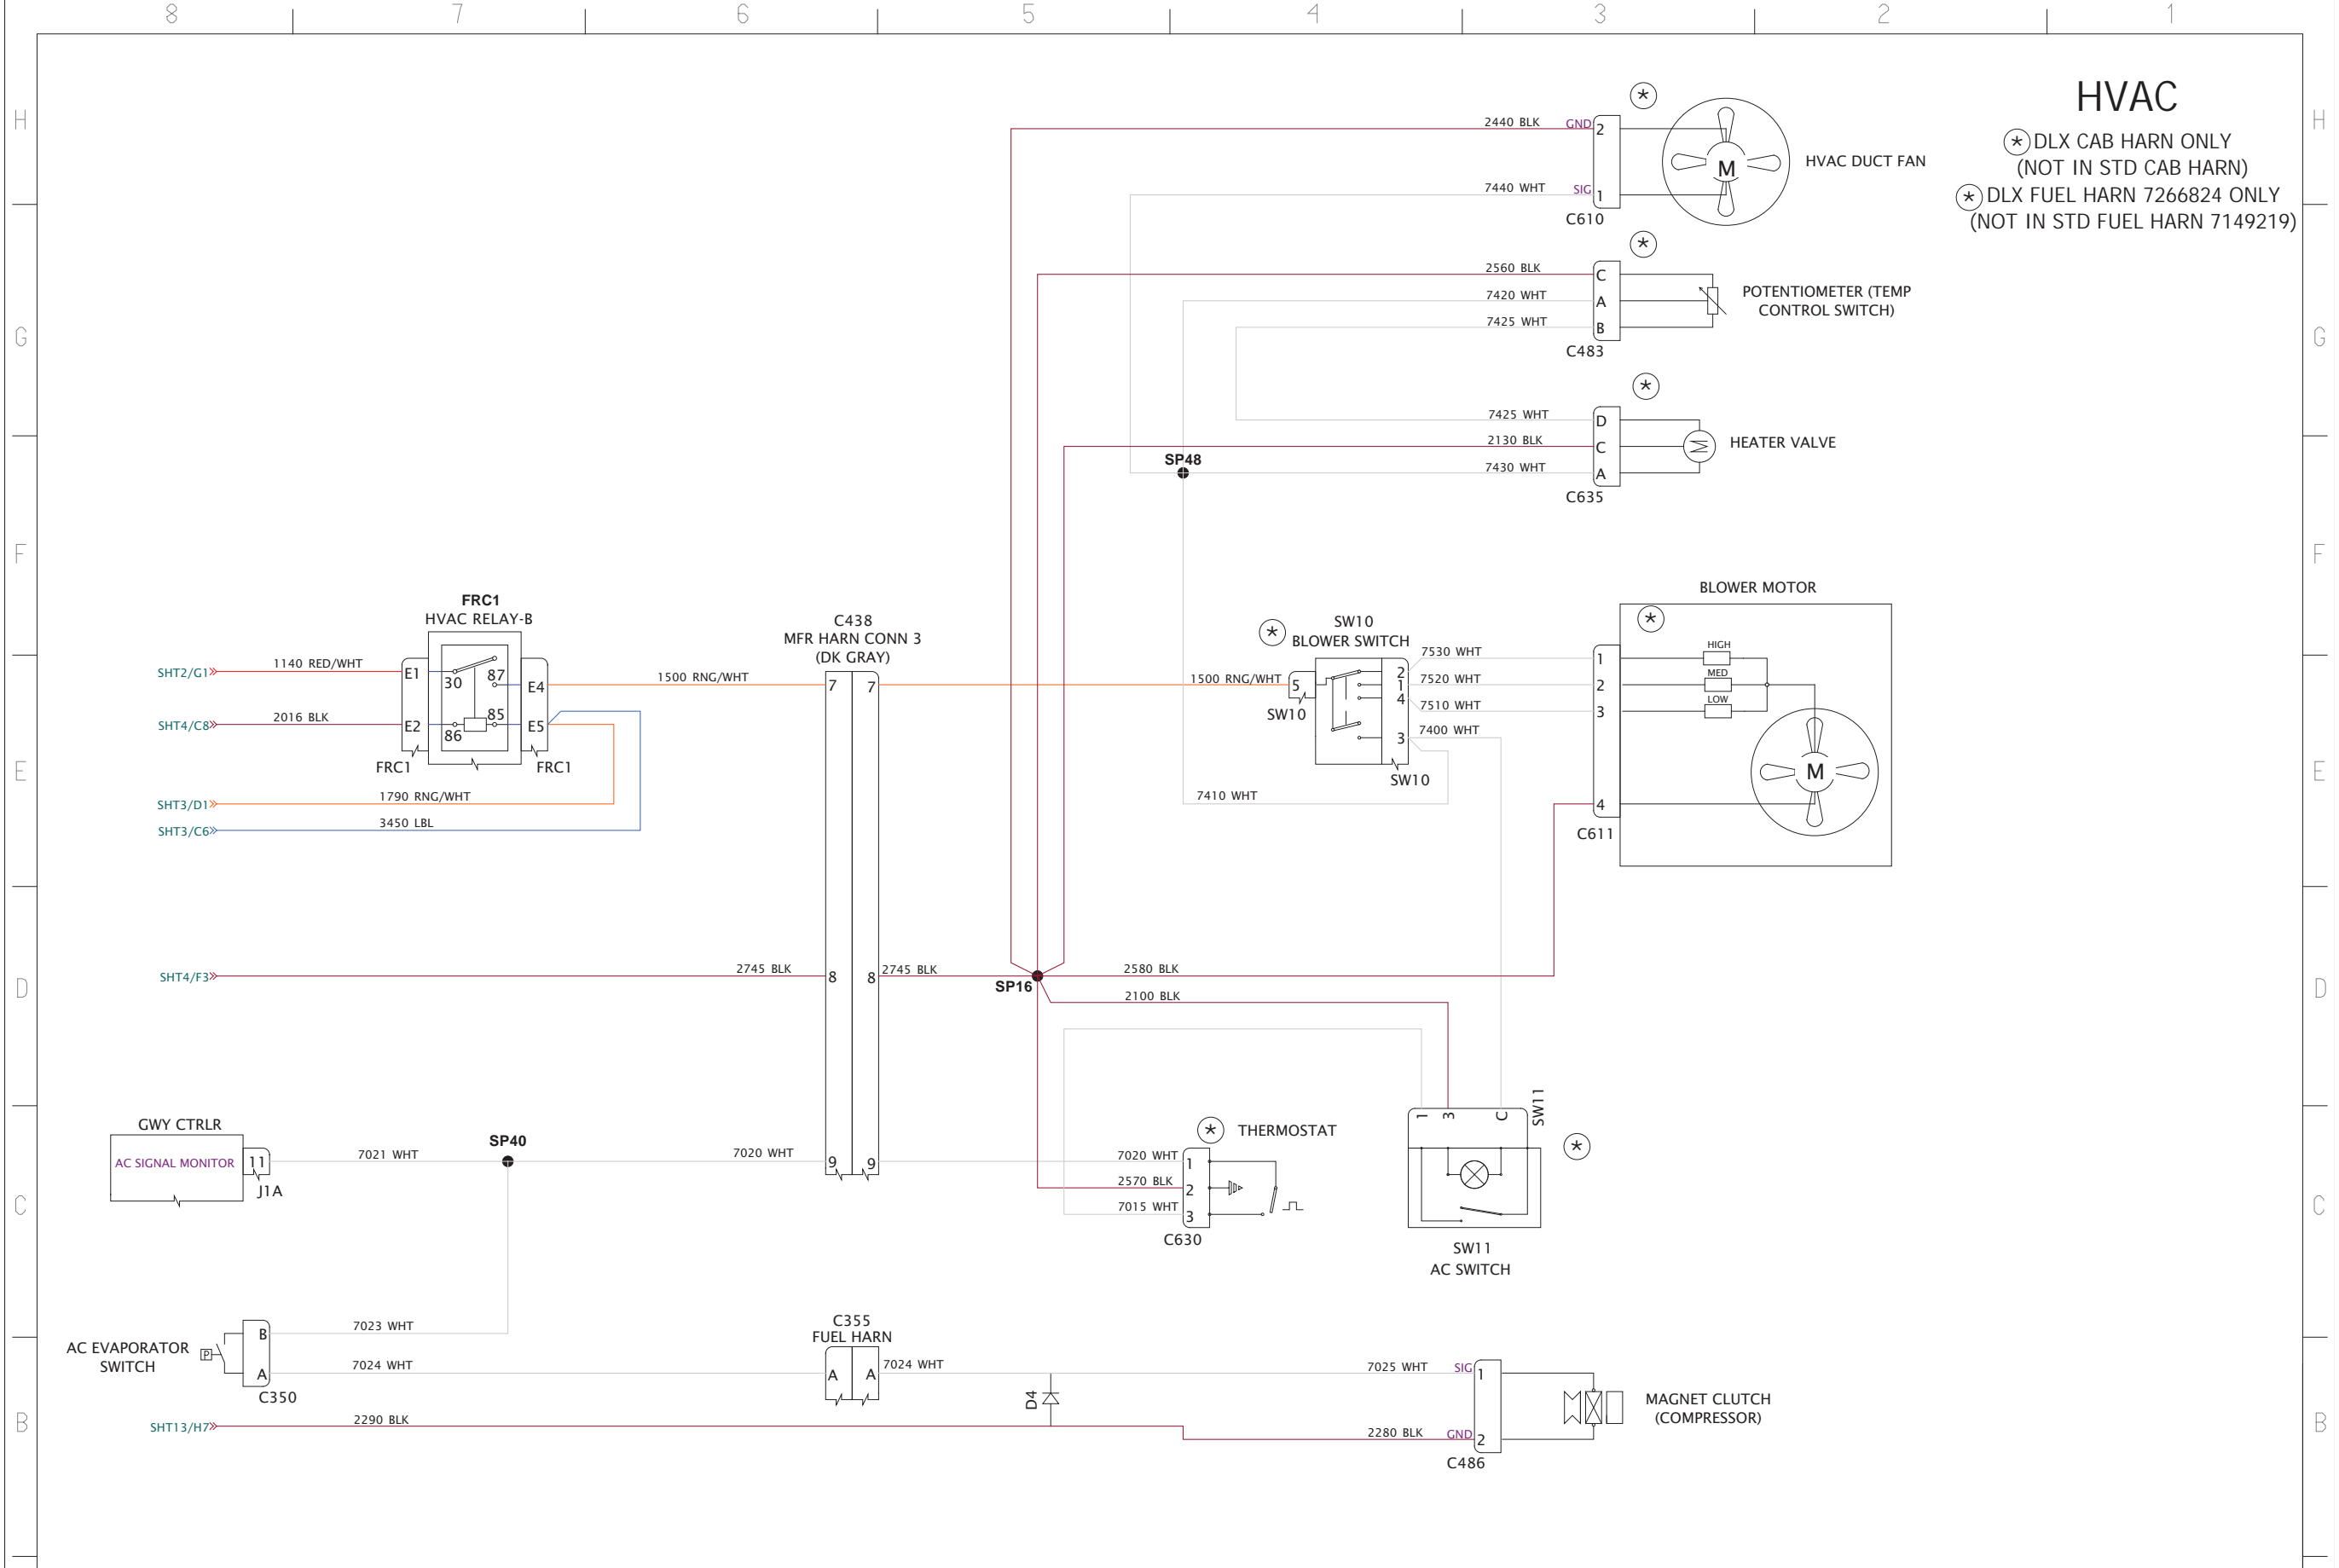 8 7 6 5 4 3 2 1
H
HVAC
* DLX CAB HARN ONLY
(NOT IN STD CAB HARN)
* DLX FUEL HARN 7266824 ONLY
(NOT IN STD FUEL HARN 7149219)
H
*
2440 BLK GND 2
M
HVAC DUCT FAN
7440 WHT SIG 1
C610
*
G
2560 BLK C
7420 WHT A
7425 WHT B
POTENTIOMETER (TEMP
CONTROL SWITCH)
C483
G
*
7425 WHT D
2130 BLK C
7430 WHT A
HEATER VALVE
C635
SP48
F
F
FRC1
HVAC RELAY-B
SHT2/G1 1140 RED/WHT E1
30 87 E4
SHT4/C8 2016 BLK E2
86 85 E5
FRC1 FRC1
SHT3/D1 1790 RNG/WHT
SHT3/C6 3450 LBL
1500 RNG/WHT
C438
MFR HARN CONN 3
(DK GRAY)
7 7
1500 RNG/WHT 5
SW10
* SW10
BLOWER SWITCH
2 7530 WHT
1 7520 WHT
4 7510 WHT
3 7400 WHT
SW10
7410 WHT
BLOWER MOTOR
*
1 HIGH
2 MED
3 LOW
M
4
C611
E
E
D
SHT4/F3 2745 BLK 8 8 2745 BLK
SP16
2580 BLK
2100 BLK
D
GWY CTRLR
AC SIGNAL MONITOR 11
J1A
7021 WHT
SP40
7020 WHT 9 9
* THERMOSTAT
7020 WHT 1
2570 BLK 2
7015 WHT 3
C630
1 3 C SW11
*
SW11
AC SWITCH
C
C
AC EVAPORATOR
SWITCH
P
B 7023 WHT
A 7024 WHT
C350
C355
FUEL HARN
A A 7024 WHT
D4
7025 WHT SIG 1
2280 BLK GND 2
C486
MAGNET CLUTCH
(COMPRESSOR)
SHT13/H7 2290 BLK
B
B